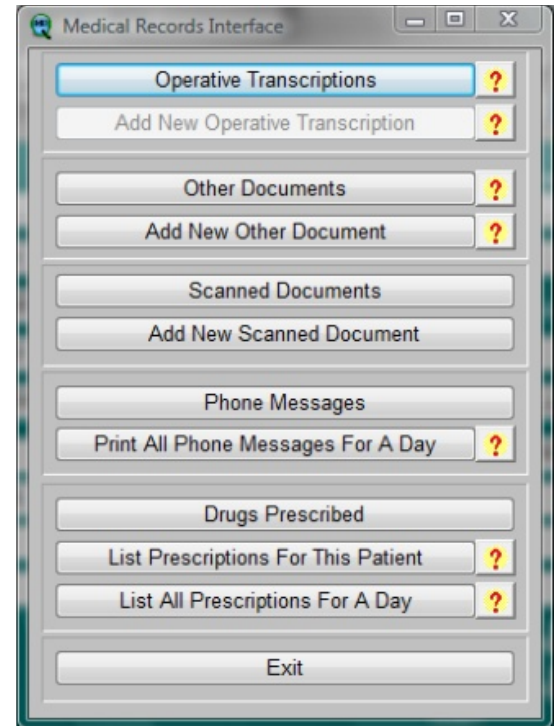 Medical Records Interface
Operative Transcriptions ?
Add New Operative Transcription ?
Other Documents ?
Add New Other Document ?
Scanned Documents
Add New Scanned Document
Phone Messages
Print All Phone Messages For A Day ?
Drugs Prescribed
List Prescriptions For This Patient ?
List All Prescriptions For A Day ?
Exit